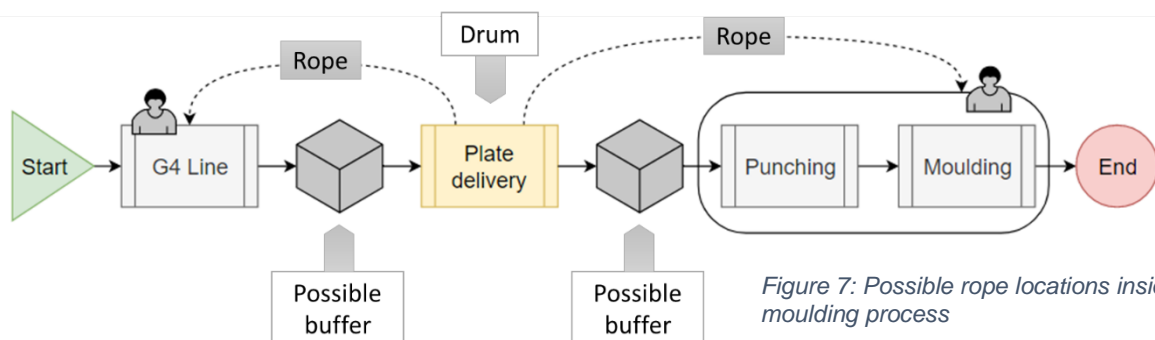 Drum
Rope
Rope
Start
G4 Line
Plate
delivery
Punching
Moulding
End
Possible
buffer
Possible
buffer
Figure 7: Possible rope locations
moulding process